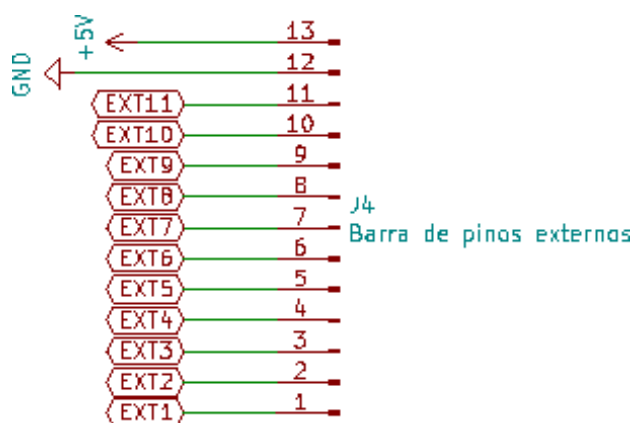 +5V 13
GND 12
EXT11 11
EXT10 10
EXT9 9
EXT8 8
EXT7 7
EXT6 6
EXT5 5
EXT4 4
EXT3 3
EXT2 2
EXT1 1
J4
Barra de pinos externos